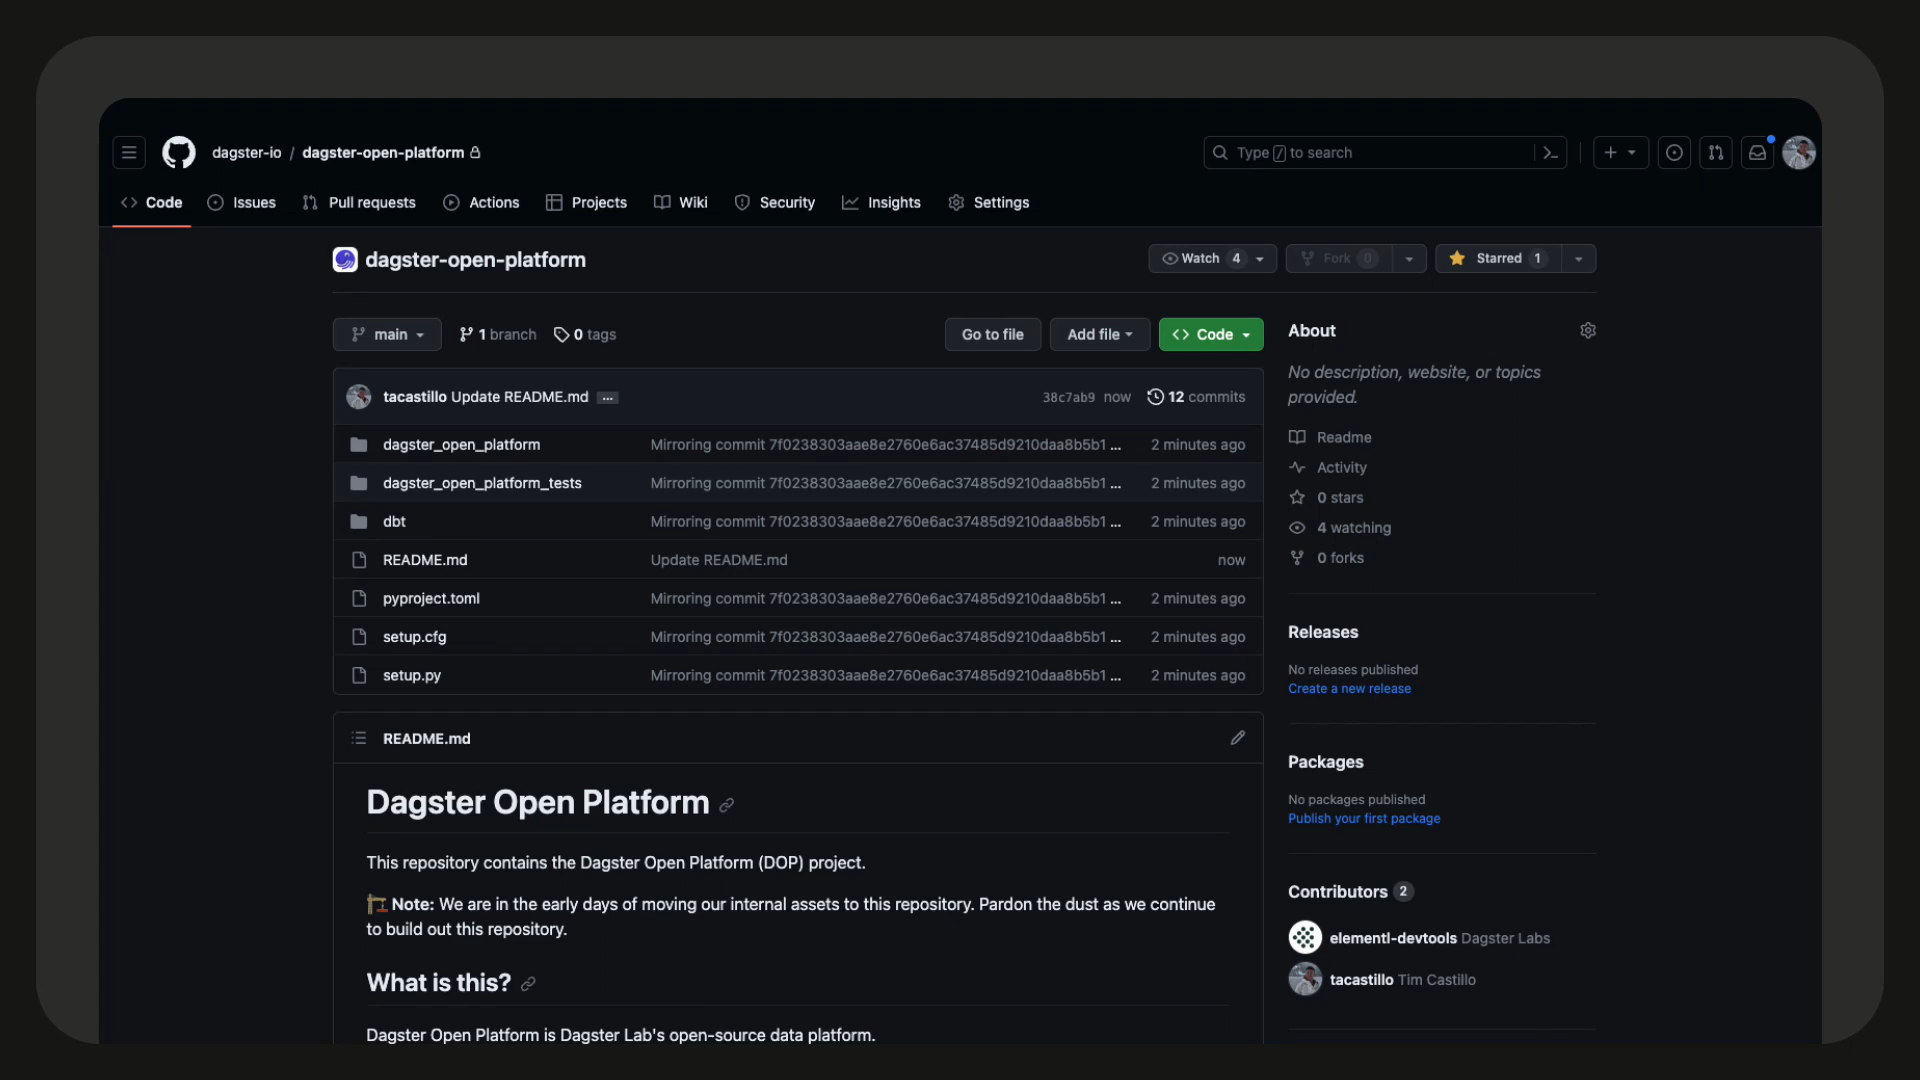 dagster-io / dagster-open-platform
Type / to search
Code Issues Pull requests Actions Projects Wiki Security Insights Settings
dagster-open-platform
Watch 4 Fork 0 Starred 1
main 1 branch 0 tags
Go to file Add file Code
tacastillo Update README.md ... 38c7ab9 now 12 commits
dagster_open_platform Mirroring commit 7f0238303aae8e2760e6ac37485d9210daa8b5b1 ... 2 minutes ago
dagster_open_platform_tests Mirroring commit 7f0238303aae8e2760e6ac37485d9210daa8b5b1 ... 2 minutes ago
dbt Mirroring commit 7f0238303aae8e2760e6ac37485d9210daa8b5b1 ... 2 minutes ago
README.md Update README.md now
pyproject.toml Mirroring commit 7f0238303aae8e2760e6ac37485d9210daa8b5b1 ... 2 minutes ago
setup.cfg Mirroring commit 7f0238303aae8e2760e6ac37485d9210daa8b5b1 ... 2 minutes ago
setup.py Mirroring commit 7f0238303aae8e2760e6ac37485d9210daa8b5b1 ... 2 minutes ago
README.md
Dagster Open Platform
This repository contains the Dagster Open Platform (DOP) project.
Note: We are in the early days of moving our internal assets to this repository. Pardon the dust as we continue
to build out this repository.
What is this?
Dagster Open Platform is Dagster Lab's open-source data platform.
About
No description, website, or topics
provided.
Readme
Activity
0 stars
4 watching
0 forks
Releases
No releases published
Create a new release
Packages
No packages published
Publish your first package
Contributors 2
elementl-devtools Dagster Labs
tacastillo Tim Castillo